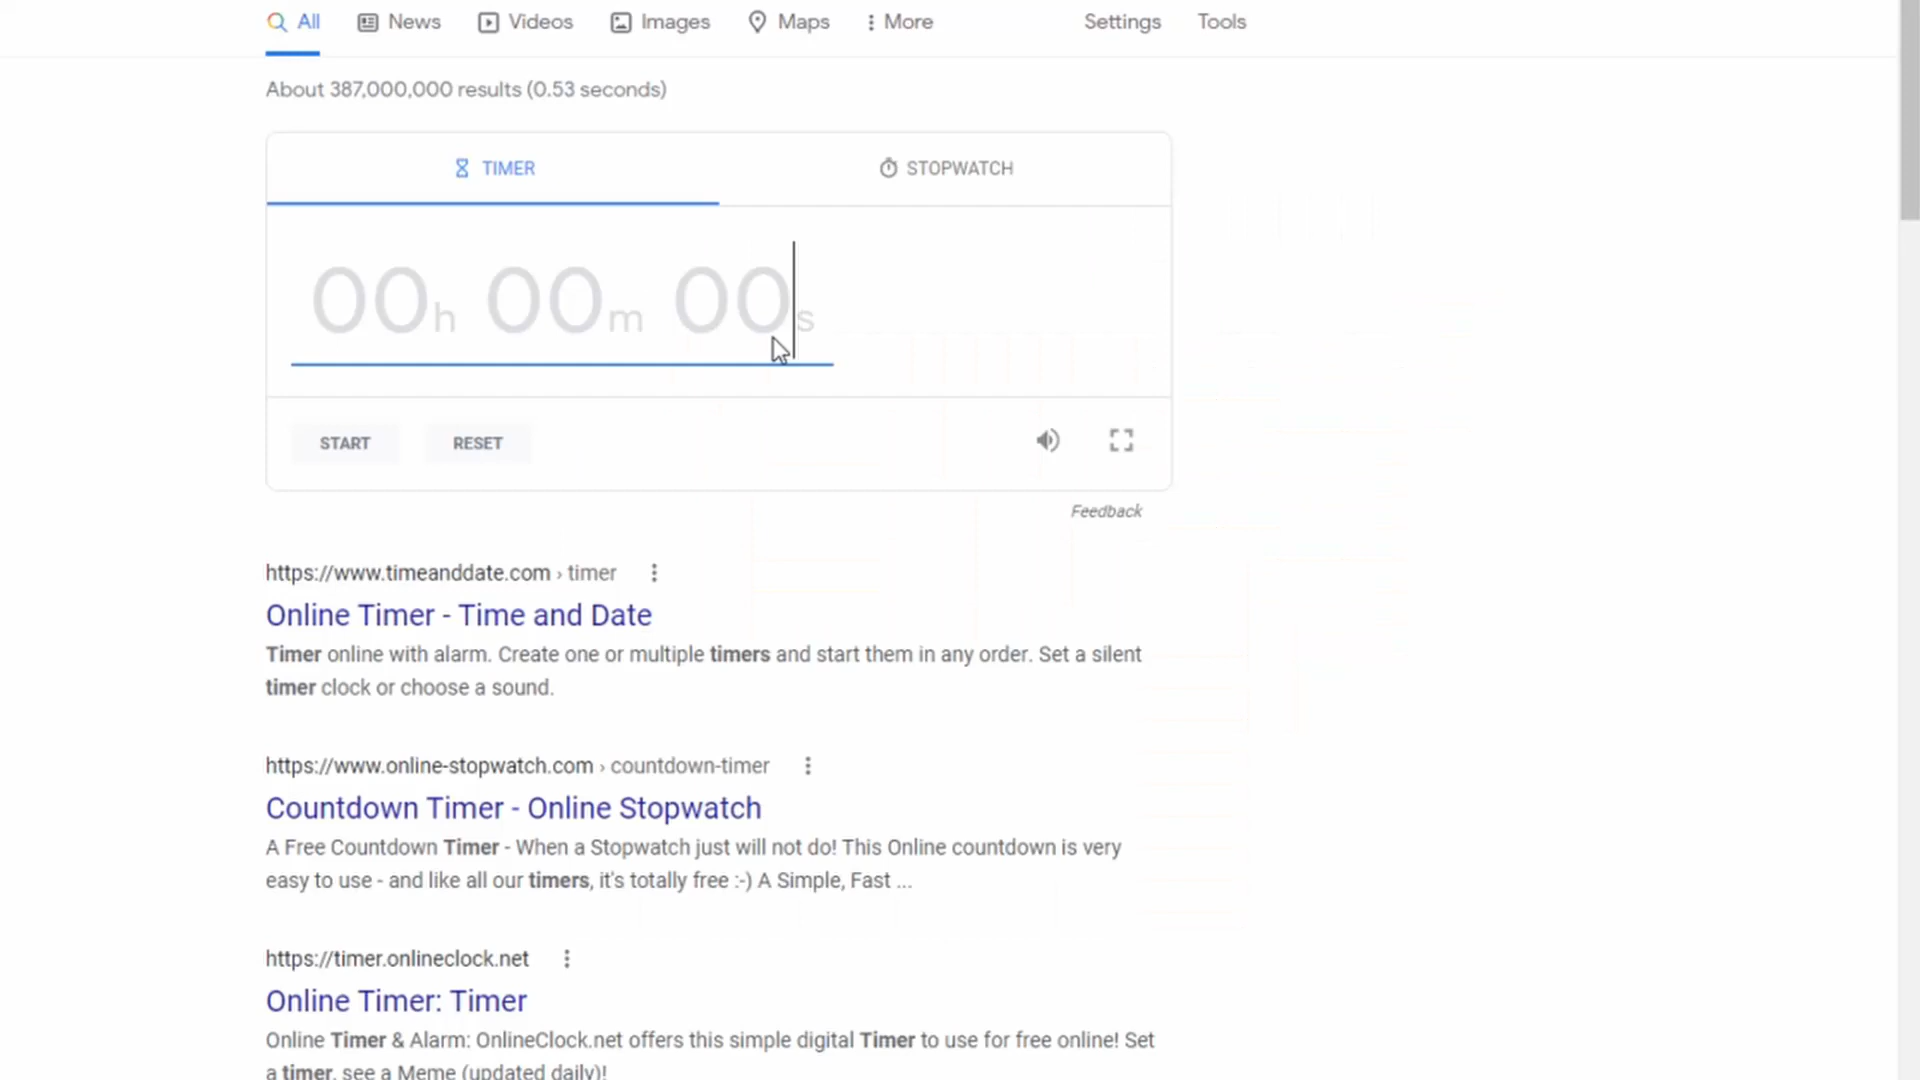 All News Videos Images Maps More Settings Tools
About 387,000,000 results (0.53 seconds)
TIMER STOPWATCH
00h 00m 00s
START RESET
Feedback
https://www.timeanddate.com › timer
Online Timer - Time and Date
Timer online with alarm. Create one or multiple timers and start them in any order. Set a silent
timer clock or choose a sound.
https://www.online-stopwatch.com › countdown-timer
Countdown Timer - Online Stopwatch
A Free Countdown Timer - When a Stopwatch just will not do! This Online countdown is very
easy to use - and like all our timers, it's totally free :-) A Simple, Fast ...
https://timer.onlineclock.net
Online Timer: Timer
Online Timer & Alarm: OnlineClock.net offers this simple digital Timer to use for free online! Set
a timer, see a Meme (updated daily)!